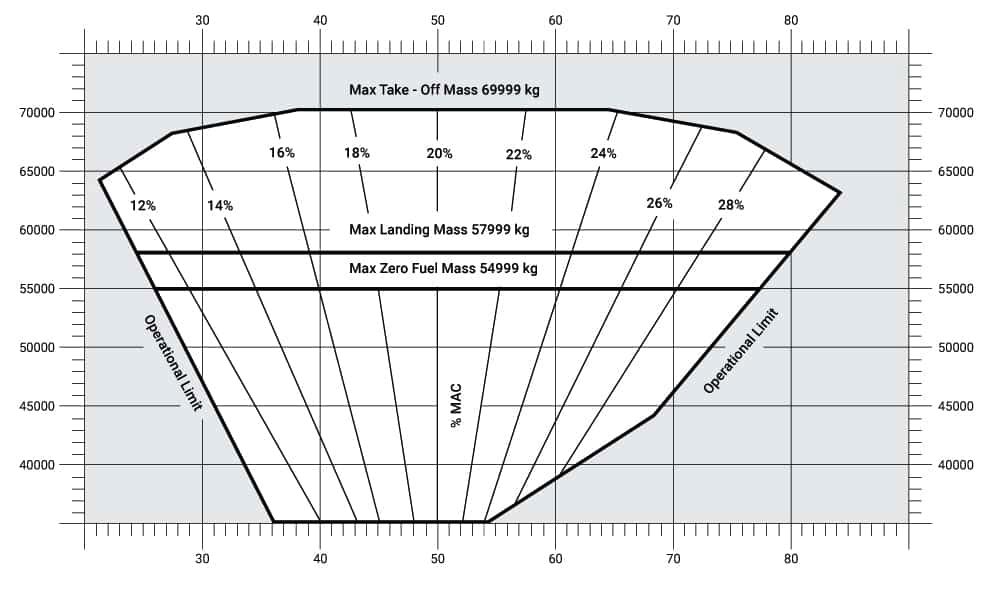 30 40 50 60 70 80
Max Take - Off Mass 69999 kg
70000 70000
16% 18% 20% 22% 24%
65000 65000
12% 14% 26% 28%
60000 Max Landing Mass 57999 kg 60000
Max Zero Fuel Mass 54999 kg
55000 55000
Operational Limit
Operational Limit
50000 50000
% MAC
45000 45000
40000 40000
30 40 50 60 70 80